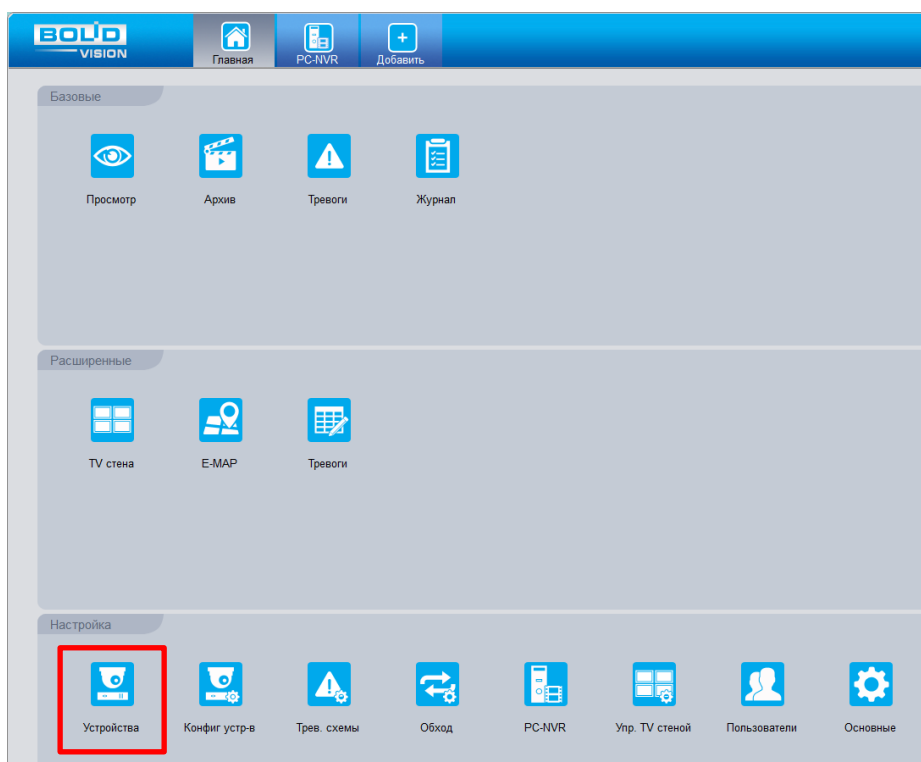 BOLID
VISION
Главная
PC-NVR
Добавить
Базовые
Просмотр
Архив
Тревоги
Журнал
Расширенные
TV стена
E-MAP
Тревоги
Настройка
Устройства
Конфиг устр-в
Трев. схемы
Обход
PC-NVR
Упр. TV стеной
Пользователи
Основные